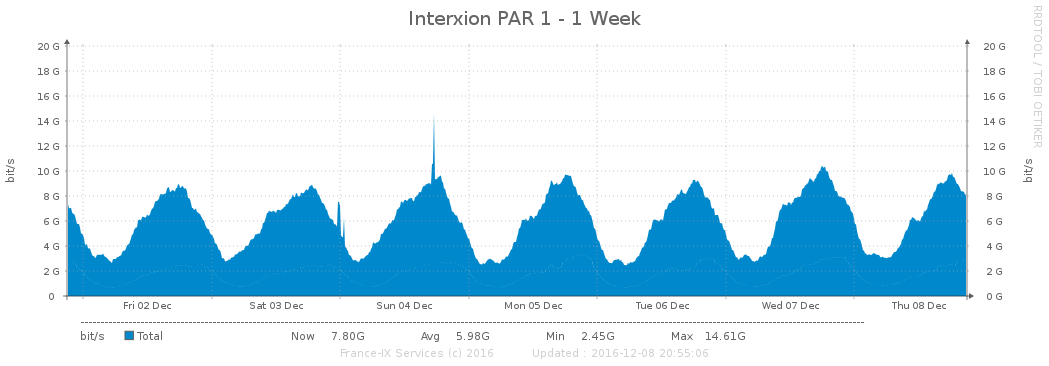 Interxion PAR 1 - 1 Week
RRDTOOL / TOBI OETIKER
20 G 20 G
18 G 18 G
16 G 16 G
14 G 14 G
12 G 12 G
10 G 10 G
8 G 8 G
6 G 6 G
4 G 4 G
2 G 2 G
0 0 G
bit/s bit/s
Fri 02 Dec Sat 03 Dec Sun 04 Dec Mon 05 Dec Tue 06 Dec Wed 07 Dec Thu 08 Dec
bit/s Total Now 7.80G Avg 5.98G Min 2.45G Max 14.61G
France-IX Services (c) 2016 Updated : 2016-12-08 20:55:06